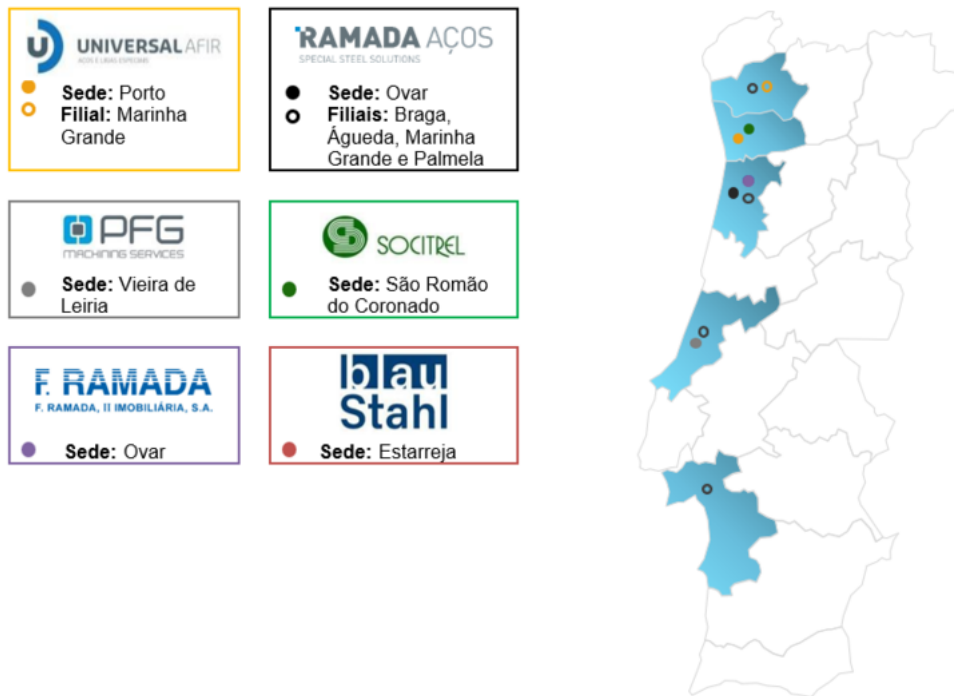 UNIVERSAL AFIR
AÇOS E LIGAS ESPECIAIS
Sede: Porto
Filial: Marinha
Grande
RAMADA AÇOS
SPECIAL STEEL SOLUTIONS
Sede: Ovar
Filiais: Braga,
Águeda, Marinha
Grande e Palmela
PFG
MACHINING SERVICES
Sede: Vieira de
Leiria
SOCITREL
Sede: São Romão
do Coronado
F. RAMADA
F. RAMADA, II IMOBILIÁRIA, S.A.
Sede: Ovar
blau
Stahl
Sede: Estarreja